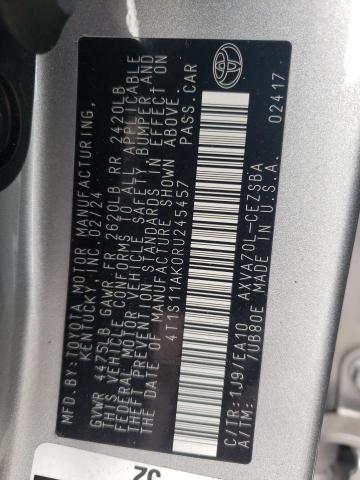 MFD. BY: TOYOTA MOTOR MANUFACTURING,
KENTUCKY, INC. 02/24
GVWR 4475LB GAWR FR 2620LB RR 2420LB
THIS VEHICLE CONFORMS TO ALL APPLICABLE
FEDERAL MOTOR VEHICLE SAFETY BUMPER AND
THEFT PREVENTION STANDARDS IN EFFECT ON
THE DATE OF MANUFACTURE SHOWN ABOVE.
4T1S11AK0RU245457 PASS.CAR
TOYOTA
C/TR:1J9/EA10 AXVA70L-CEZSBA 02417
A/TM: /UB80E MADE IN U.S.A.